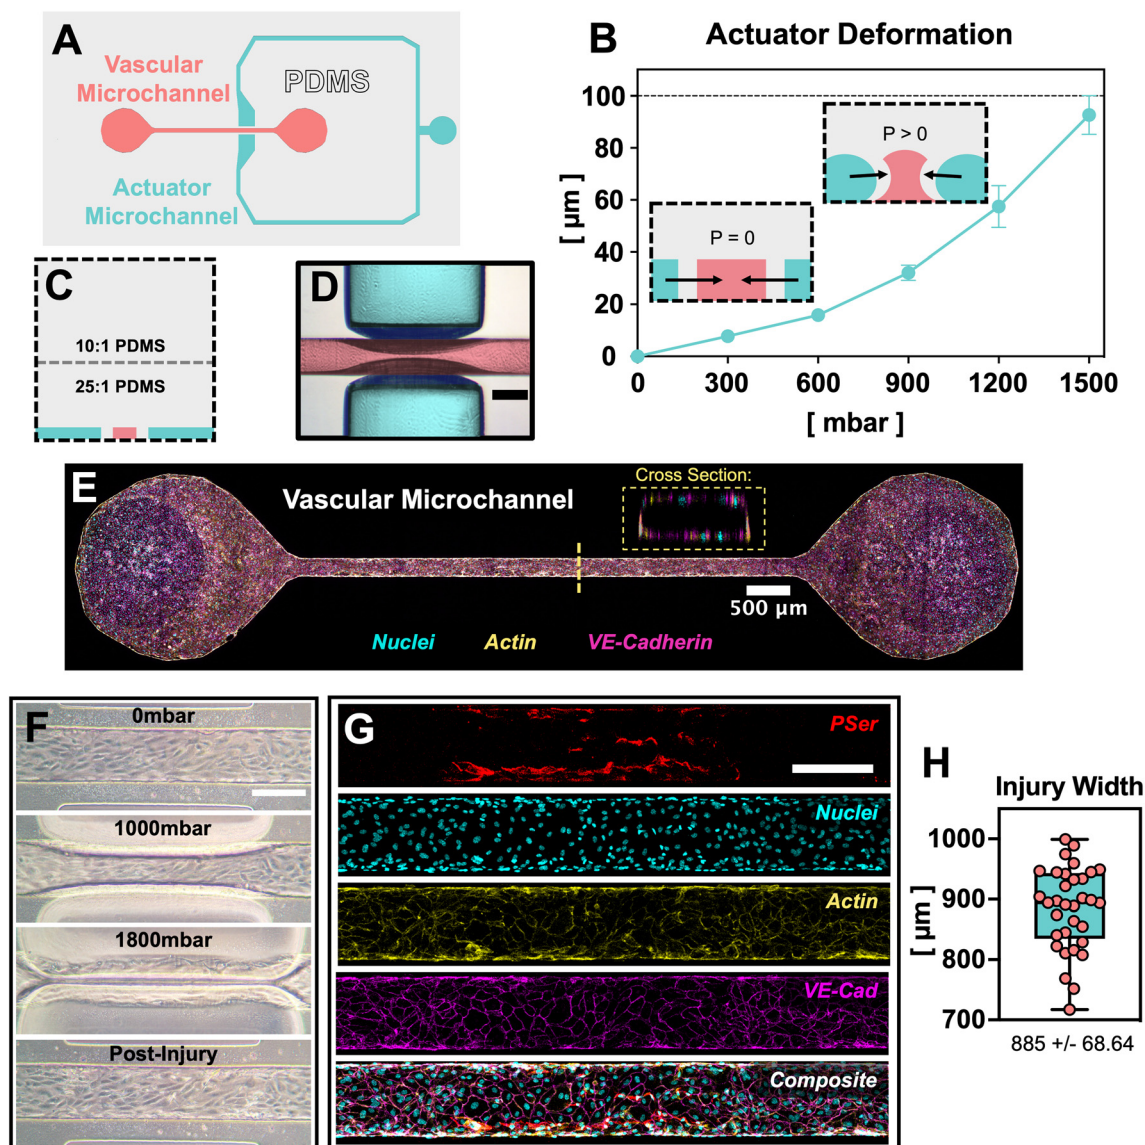 A
Vascular
Microchannel
PDMS
Actuator
Microchannel
B
Actuator Deformation
[ µm ]
100
80
60
40
20
0
P > 0
P = 0
0 300 600 900 1200 1500
[ mbar ]
C
10:1 PDMS
25:1 PDMS
D
E
Vascular Microchannel
Cross Section:
500 µm
Nuclei Actin VE-Cadherin
F
0mbar
1000mbar
1800mbar
Post-Injury
G
PSer
Nuclei
Actin
VE-Cad
Composite
H
Injury Width
[ µm ]
1000
900
800
700
885 +/- 68.64